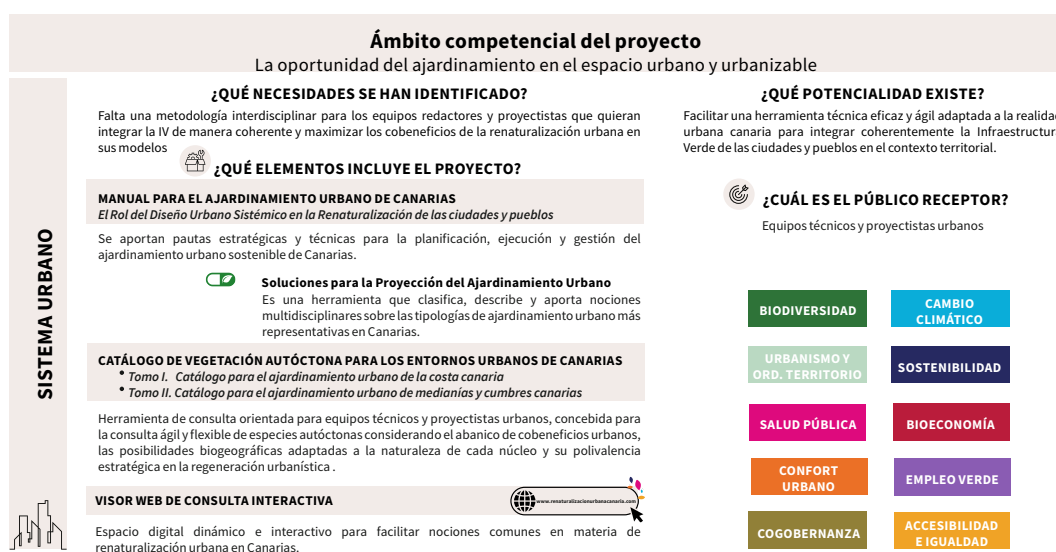 Ámbito competencial del proyecto
La oportunidad del ajardinamiento en el espacio urbano y urbanizable
SISTEMA URBANO
¿QUÉ NECESIDADES SE HAN IDENTIFICADO?
Falta una metodología interdisciplinar para los equipos redactores y proyectistas que quieran
integrar la IV de manera coherente y maximizar los cobeneficios de la renaturalización urbana en
sus modelos
¿QUÉ ELEMENTOS INCLUYE EL PROYECTO?
MANUAL PARA EL AJARDINAMIENTO URBANO DE CANARIAS
El Rol del Diseño Urbano Sistémico en la Renaturalización de las ciudades y pueblos
Se aportan pautas estratégicas y técnicas para la planificación, ejecución y gestión del
ajardinamiento urbano sostenible de Canarias.
Soluciones para la Proyección del Ajardinamiento Urbano
Es una herramienta que clasifica, describe y aporta nociones
multidisciplinares sobre las tipologías de ajardinamiento urbano más
representativas en Canarias.
CATÁLOGO DE VEGETACIÓN AUTÓCTONA PARA LOS ENTORNOS URBANOS DE CANARIAS
• Tomo I. Catálogo para el ajardinamiento urbano de la costa canaria
• Tomo II. Catálogo para el ajardinamiento urbano de medianías y cumbres canarias
Herramienta de consulta orientada para equipos técnicos y proyectistas urbanos, concebida para
la consulta ágil y flexible de especies autóctonas considerando el abanico de cobeneficios urbanos,
las posibilidades biogeográficas adaptadas a la naturaleza de cada núcleo y su polivalencia
estratégica en la regeneración urbanística .
VISOR WEB DE CONSULTA INTERACTIVA
www.renaturalizacionurbanacanaria.com
Espacio digital dinámico e interactivo para facilitar nociones comunes en materia de
renaturalización urbana en Canarias.
¿QUÉ POTENCIALIDAD EXISTE?
Facilitar una herramienta técnica eficaz y ágil adaptada a la realidad
urbana canaria para integrar coherentemente la Infraestructura
Verde de las ciudades y pueblos en el contexto territorial.
¿CUÁL ES EL PÚBLICO RECEPTOR?
Equipos técnicos y proyectistas urbanos
BIODIVERSIDAD
CAMBIO
CLIMÁTICO
URBANISMO Y
ORD. TERRITORIO
SOSTENIBILIDAD
SALUD PÚBLICA
BIOECONOMÍA
CONFORT
URBANO
EMPLEO VERDE
COGOBERNANZA
ACCESIBILIDAD
E IGUALDAD